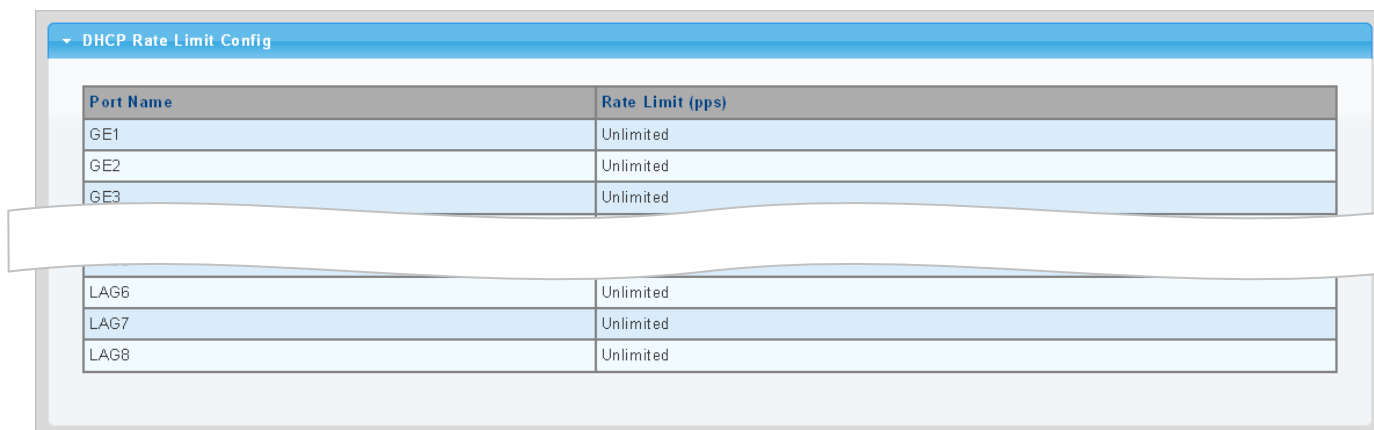 DHCP Rate Limit Config
Port Name Rate Limit (pps)
GE1 Unlimited
GE2 Unlimited
GE3 Unlimited
LAG6 Unlimited
LAG7 Unlimited
LAG8 Unlimited